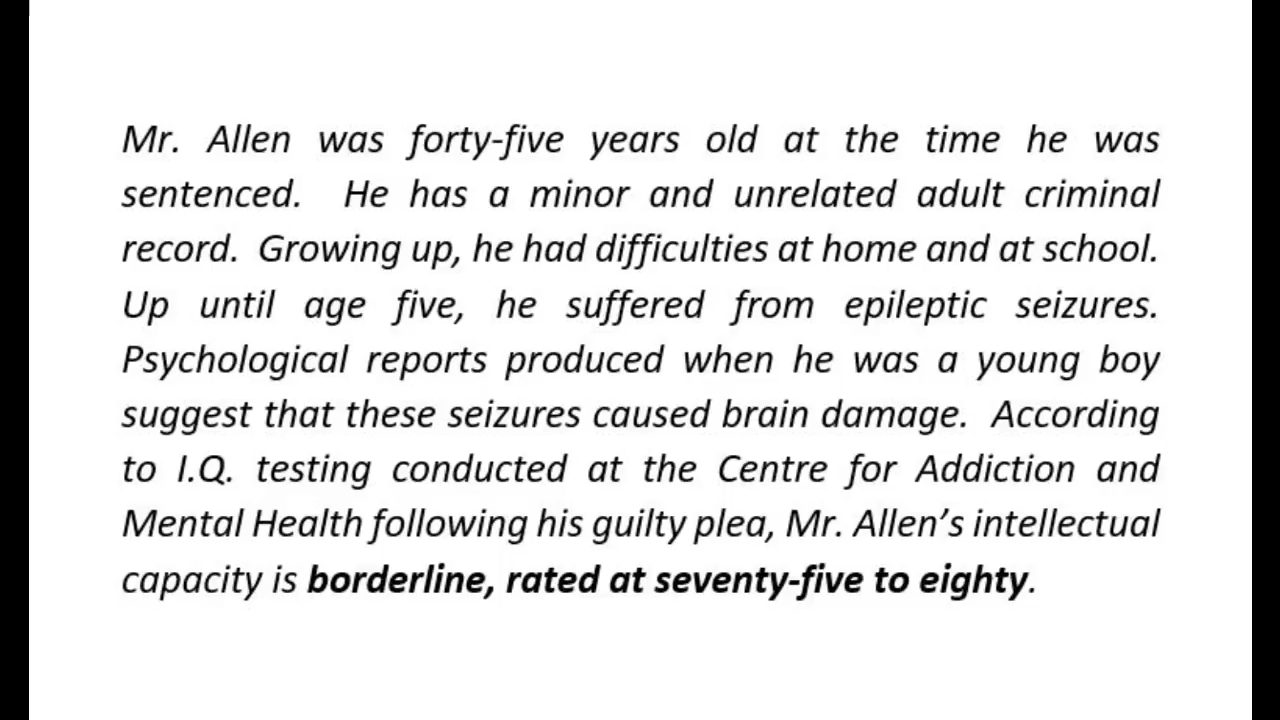 Mr. Allen was forty-five years old at the time he was
sentenced. He has a minor and unrelated adult criminal
record. Growing up, he had difficulties at home and at school.
Up until age five, he suffered from epileptic seizures.
Psychological reports produced when he was a young boy
suggest that these seizures caused brain damage. According
to I.Q. testing conducted at the Centre for Addiction and
Mental Health following his guilty plea, Mr. Allen’s intellectual
capacity is borderline, rated at seventy-five to eighty.